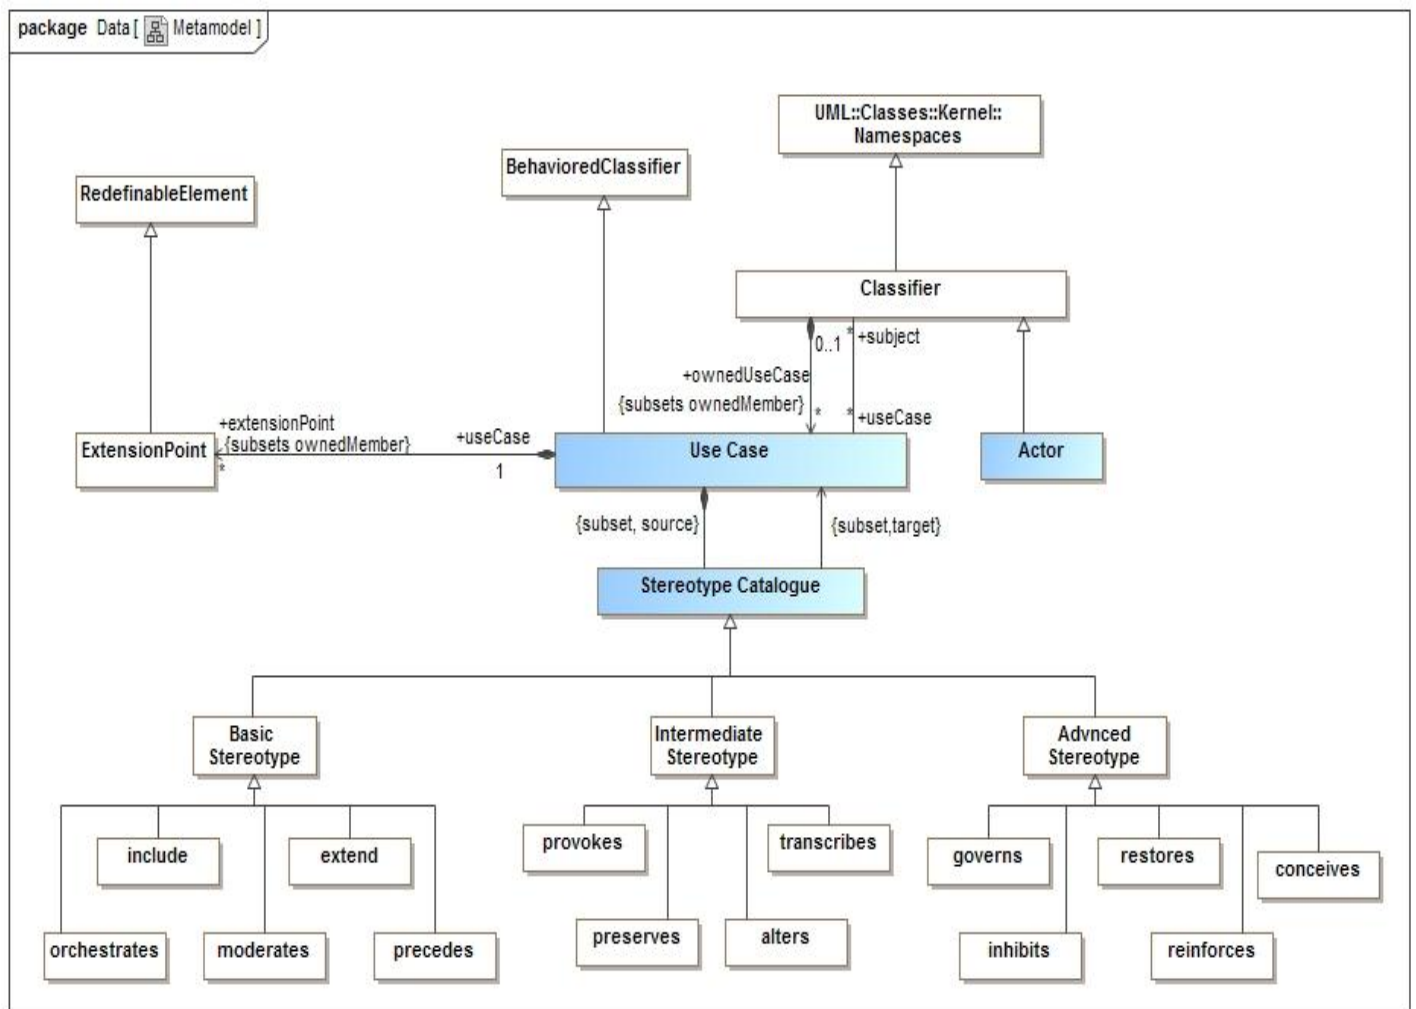 package Data [ Metamodel ]
UML::Classes::Kernel::
Namespaces
BehavioredClassifier
RedefinableElement
Classifier
0..1
*
+subject
+ownedUseCase
{subsets ownedMember}
*
*
+useCase
+extensionPoint
{subsets ownedMember}
*
+useCase
1
ExtensionPoint
Use Case
Actor
{subset, source}
{subset,target}
Stereotype Catalogue
Basic
Stereotype
Intermediate
Stereotype
Advnced
Stereotype
include
extend
provokes
transcribes
governs
restores
conceives
orchestrates
moderates
precedes
preserves
alters
inhibits
reinforces